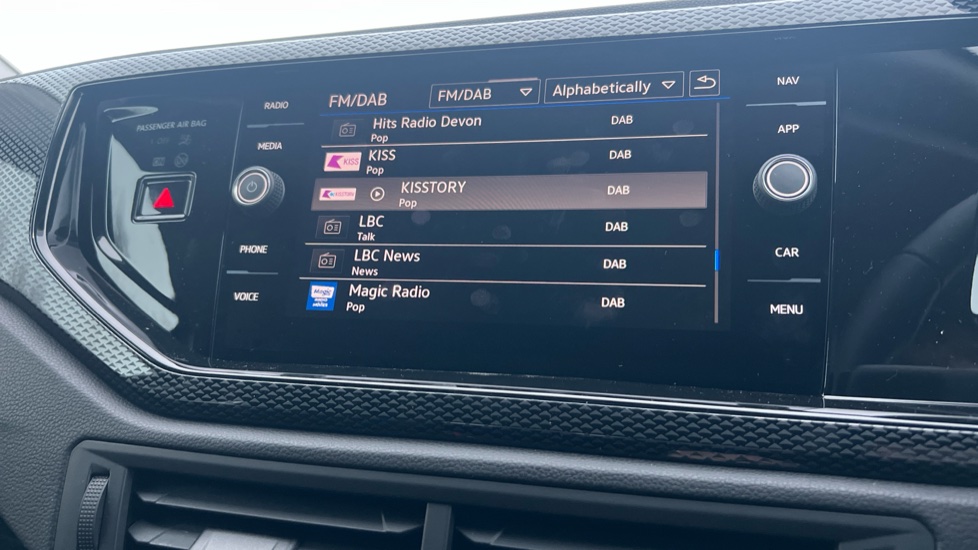 PASSENGER AIR BAG
RADIO
MEDIA
PHONE
VOICE
FM/DAB
FM/DAB
Alphabetically
Hits Radio Devon
Pop
DAB
KISS
KISS
Pop
DAB
KISSTORY
KISSTORY
Pop
DAB
LBC
Talk
DAB
LBC News
News
DAB
Magic
Magic Radio
Pop
DAB
NAV
APP
CAR
MENU